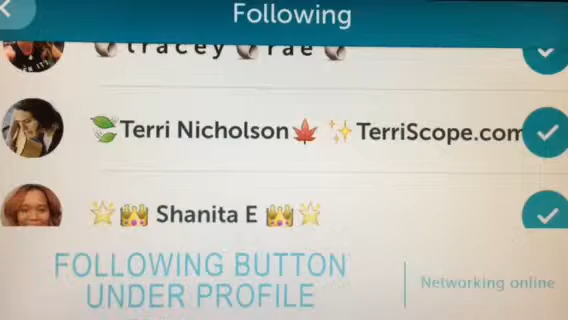 Following
tracey rae
Terri Nicholson TerriScope.com
Shanita E
FOLLOWING BUTTON
UNDER PROFILE
Networking online